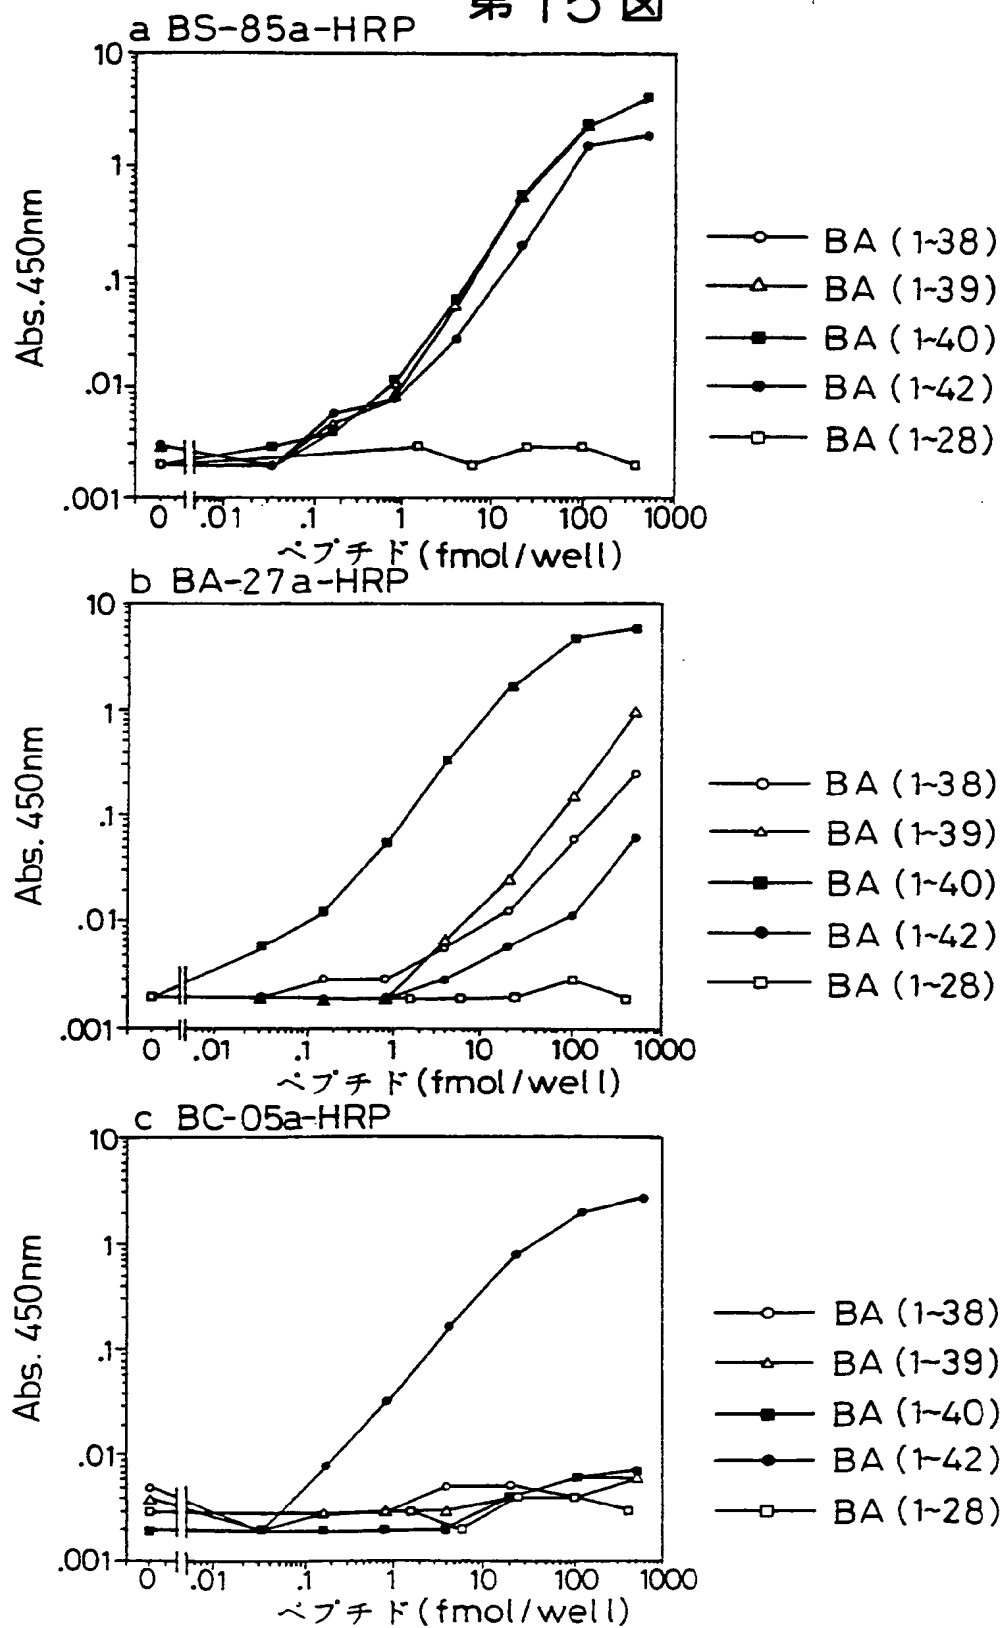 第15図
a BS-85a-HRP
10
1
.1
.01
.001
Abs. 450nm
0 .01 .1 1 10 100 1000
ペプチド (fmol/well)
BA (1~38)
BA (1~39)
BA (1~40)
BA (1~42)
BA (1~28)
b BA-27a-HRP
10
1
.1
.01
.001
Abs. 450nm
0 .01 .1 1 10 100 1000
ペプチド (fmol/well)
BA (1~38)
BA (1~39)
BA (1~40)
BA (1~42)
BA (1~28)
c BC-05a-HRP
10
1
.1
.01
.001
Abs. 450nm
0 .01 .1 1 10 100 1000
ペプチド (fmol/well)
BA (1~38)
BA (1~39)
BA (1~40)
BA (1~42)
BA (1~28)